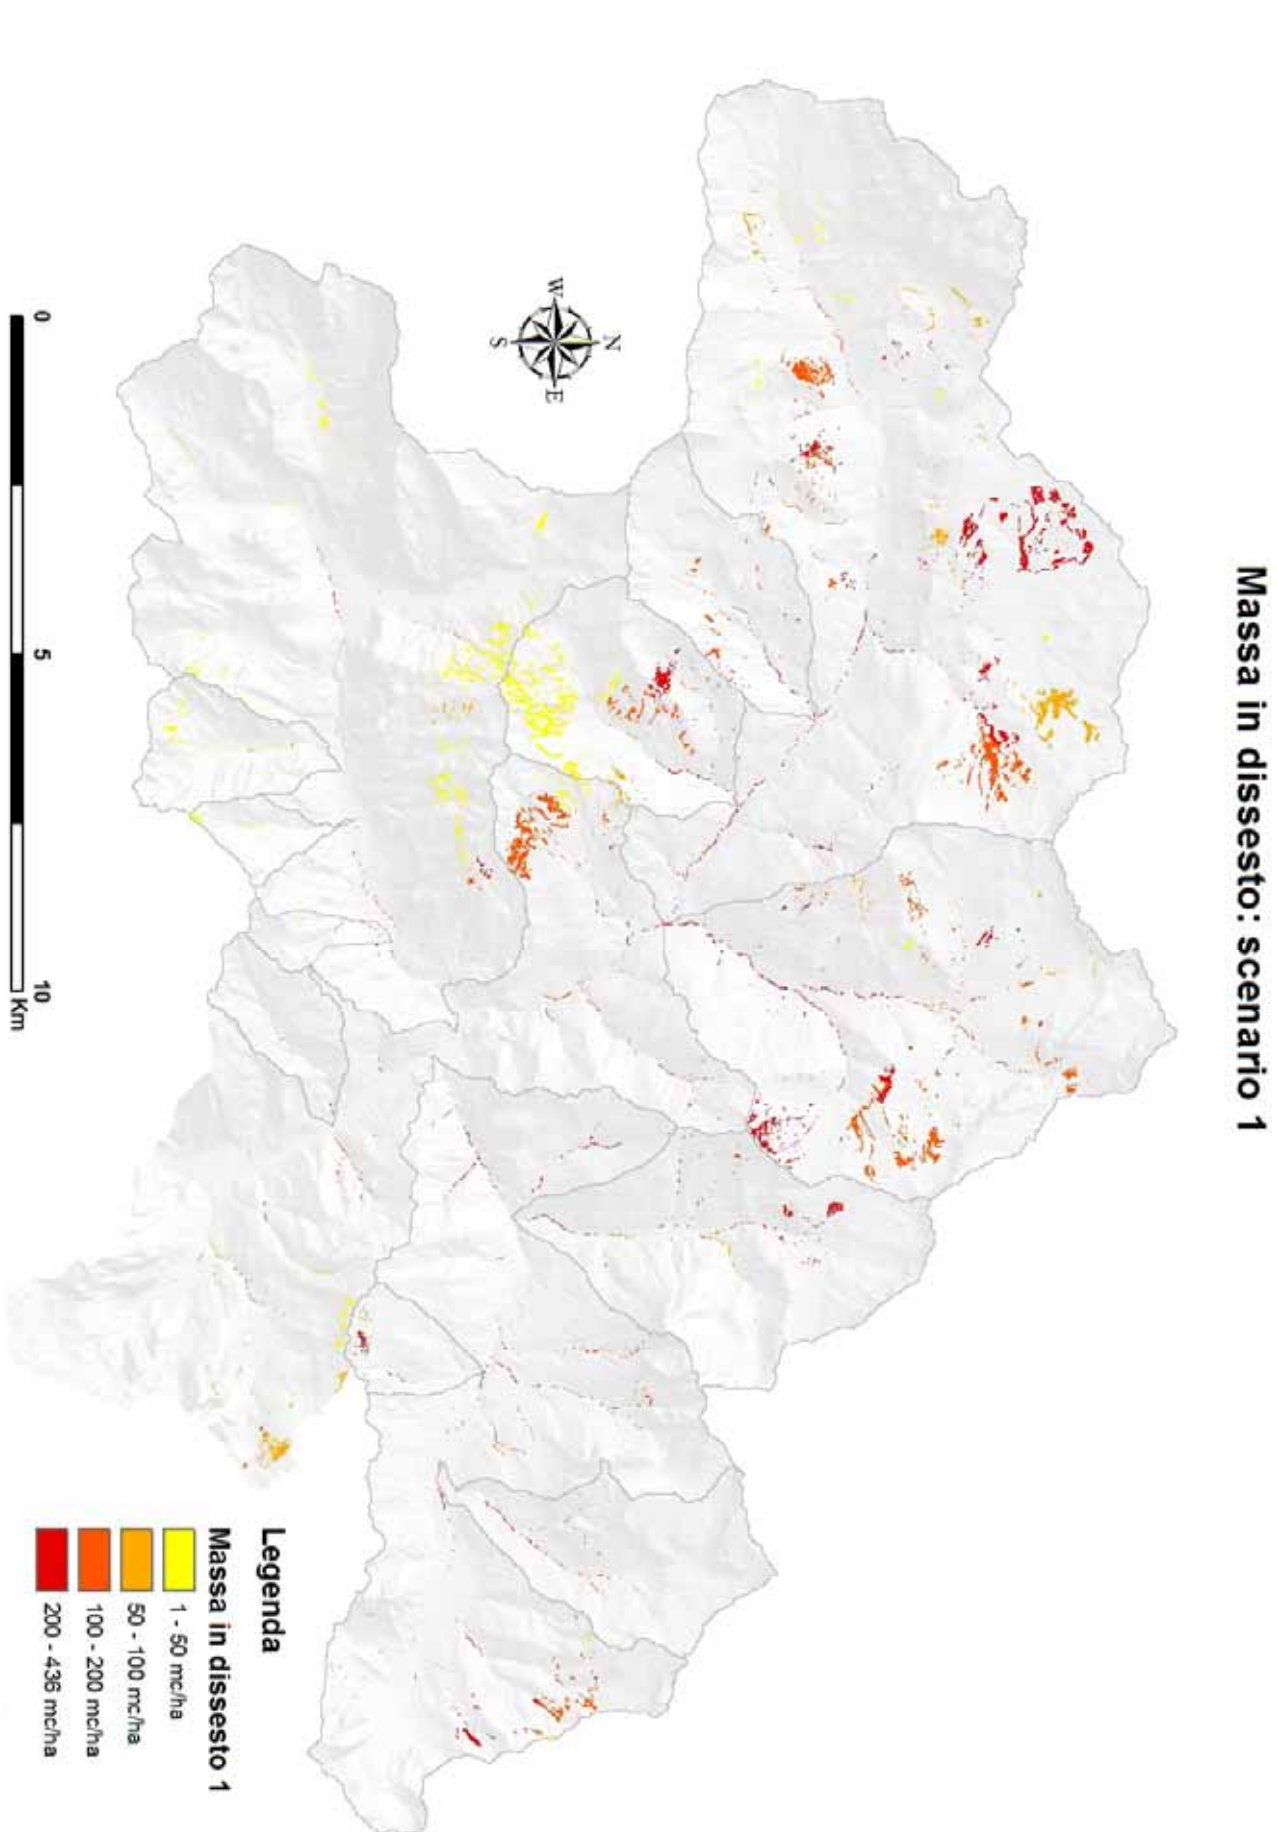 Massa in dissesto: scenario 1
N
W
E
S
Legenda
Massa in dissesto 1
1 - 50 mc/ha
50 - 100 mc/ha
100 - 200 mc/ha
200 - 436 mc/ha
0
5
10
Km